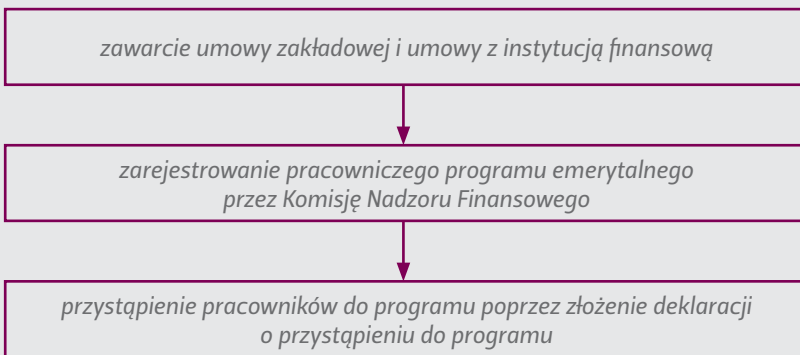 zawarcie umowy zakładowej i umowy z instytucją finansową
zarejestrowanie pracowniczego programu emerytalnego
przez Komisję Nadzoru Finansowego
przystąpienie pracowników do programu poprzez złożenie deklaracji
o przystąpieniu do programu